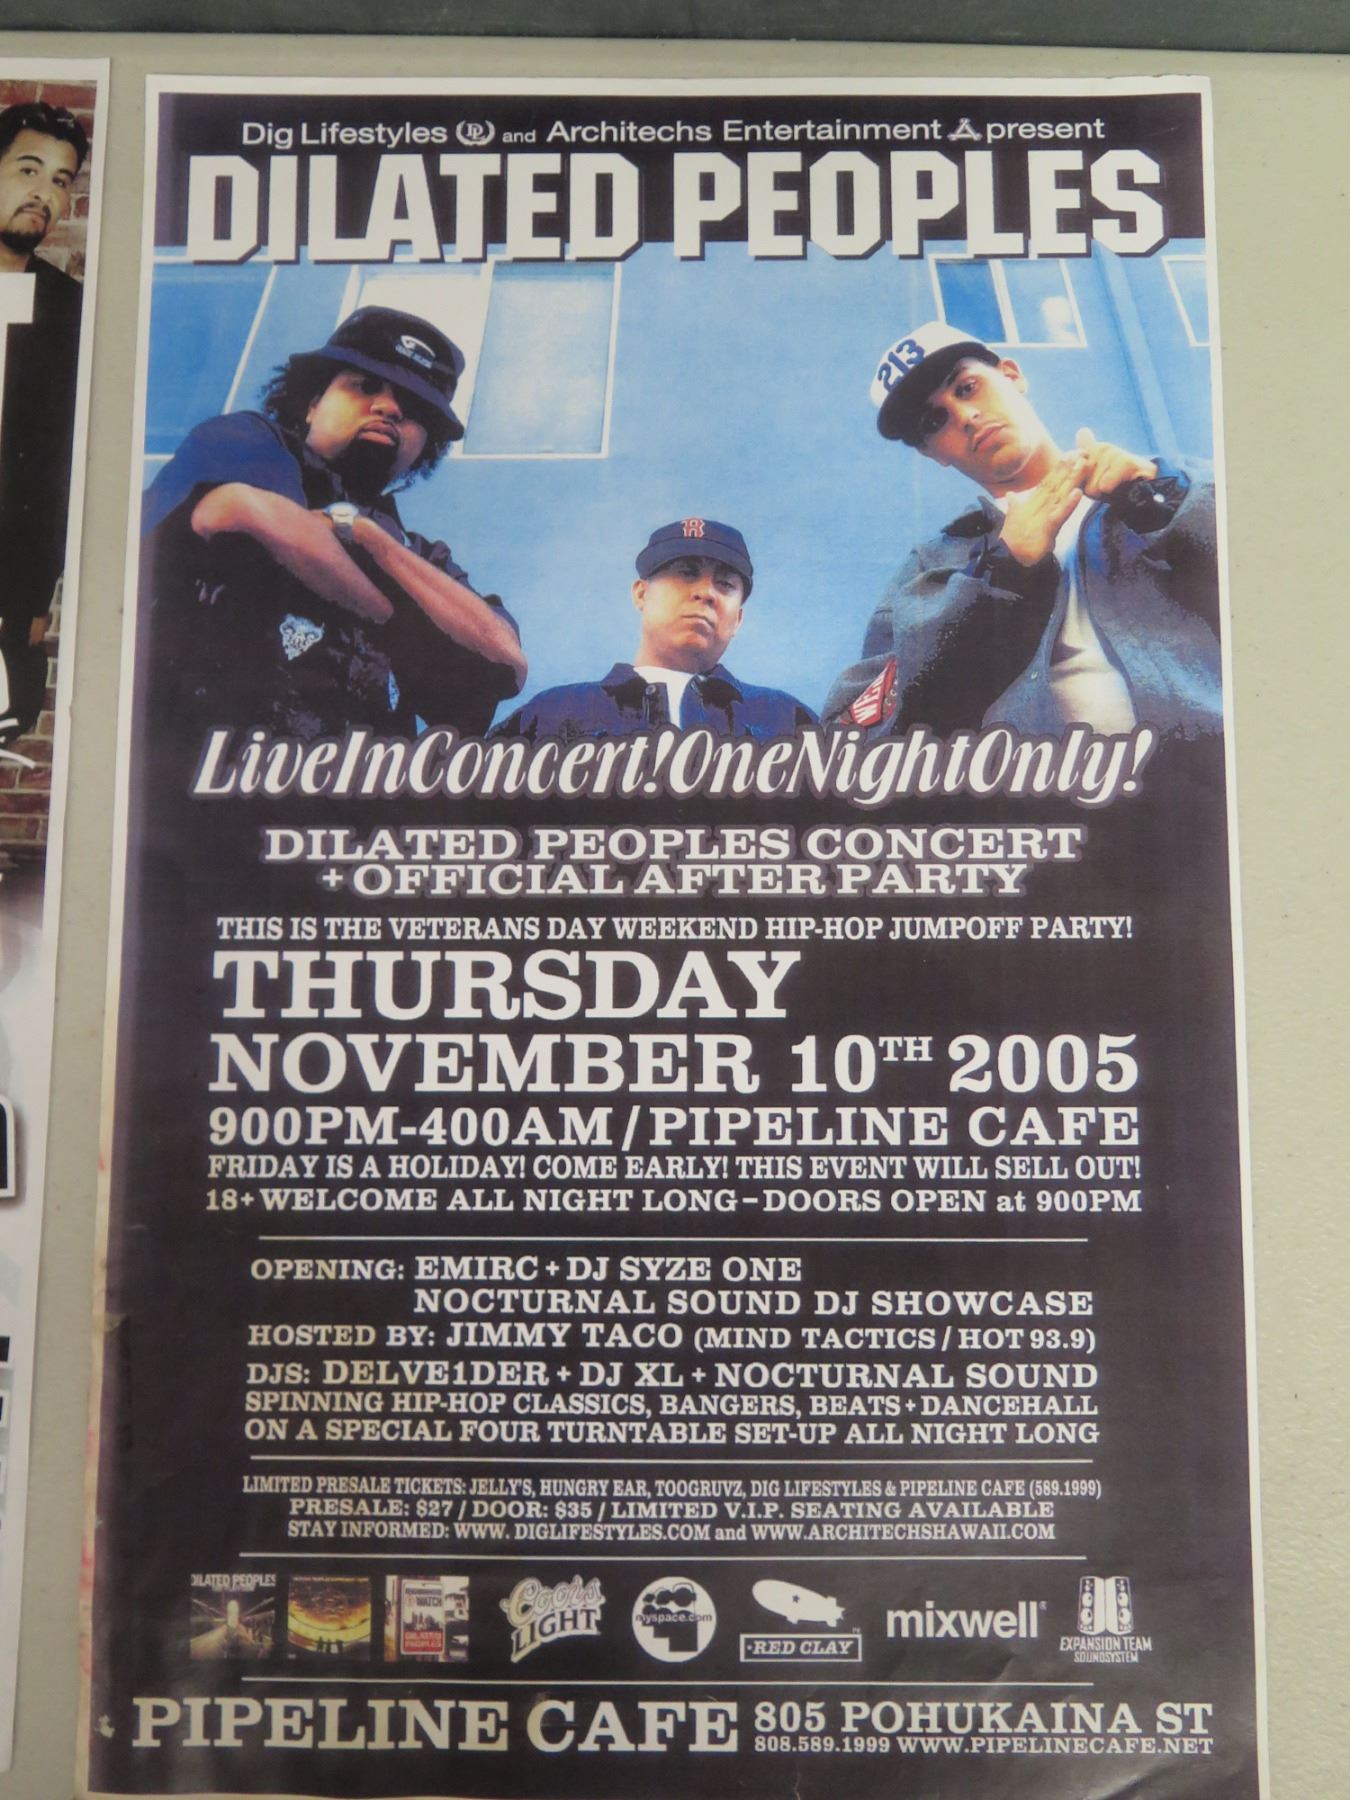 Dig Lifestyles and Architechs Entertainment present
DILATED PEOPLES
213
B
LiveInConcert!OneNightOnly!
DILATED PEOPLES CONCERT
+ OFFICIAL AFTER PARTY
THIS IS THE VETERANS DAY WEEKEND HIP-HOP JUMPOFF PARTY!
THURSDAY
NOVEMBER 10TH 2005
900PM-400AM / PIPELINE CAFE
FRIDAY IS A HOLIDAY! COME EARLY! THIS EVENT WILL SELL OUT!
18+ WELCOME ALL NIGHT LONG - DOORS OPEN at 900PM
OPENING: EMIRC + DJ SYZE ONE
NOCTURNAL SOUND DJ SHOWCASE
HOSTED BY: JIMMY TACO (MIND TACTICS / HOT 93.9)
DJS: DELVE1DER + DJ XL + NOCTURNAL SOUND
SPINNING HIP-HOP CLASSICS, BANGERS, BEATS + DANCEHALL
ON A SPECIAL FOUR TURNTABLE SET-UP ALL NIGHT LONG
LIMITED PRESALE TICKETS: JELLY'S, HUNGRY EAR, TOOGRUVZ, DIG LIFESTYLES & PIPELINE CAFE (589.1999)
PRESALE: $27 / DOOR: $35 / LIMITED V.I.P. SEATING AVAILABLE
STAY INFORMED: WWW. DIGLIFESTYLES.COM and WWW.ARCHITECHSHAWAII.COM
DILATED PEOPLES
NEIGHBORHOOD
WATCH
DILATED
PEOPLES
Coors
LIGHT
myspace.com
RED CLAY
mixwell
EXPANSION TEAM
SOUNDSYSTEM
PIPELINE CAFE 805 POHUKAINA ST
808.589.1999 WWW.PIPELINECAFE.NET